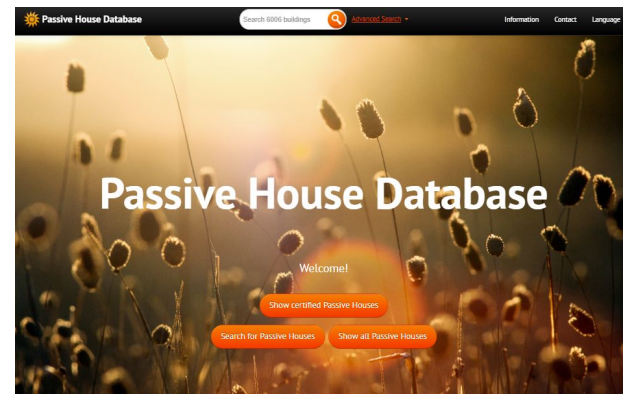 Passive House Database
Search 6006 buildings
Advanced Search
Information
Contact
Language
Passive House Database
Welcome!
Show certified Passive Houses
Search for Passive Houses
Show all Passive Houses